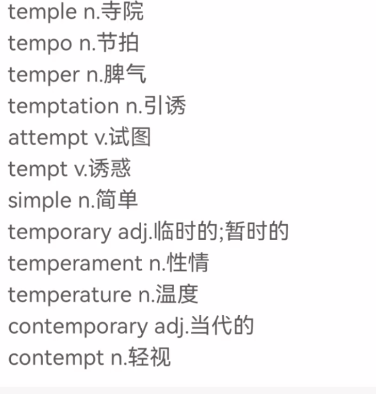 temple n.寺院
tempo n.节拍
temper n.脾气
temptation n.引诱
attempt v.试图
tempt v.诱惑
simple n.简单
temporary adj.临时的;暂时的
temperament n.性情
temperature n.温度
contemporary adj.当代的
contempt n.轻视